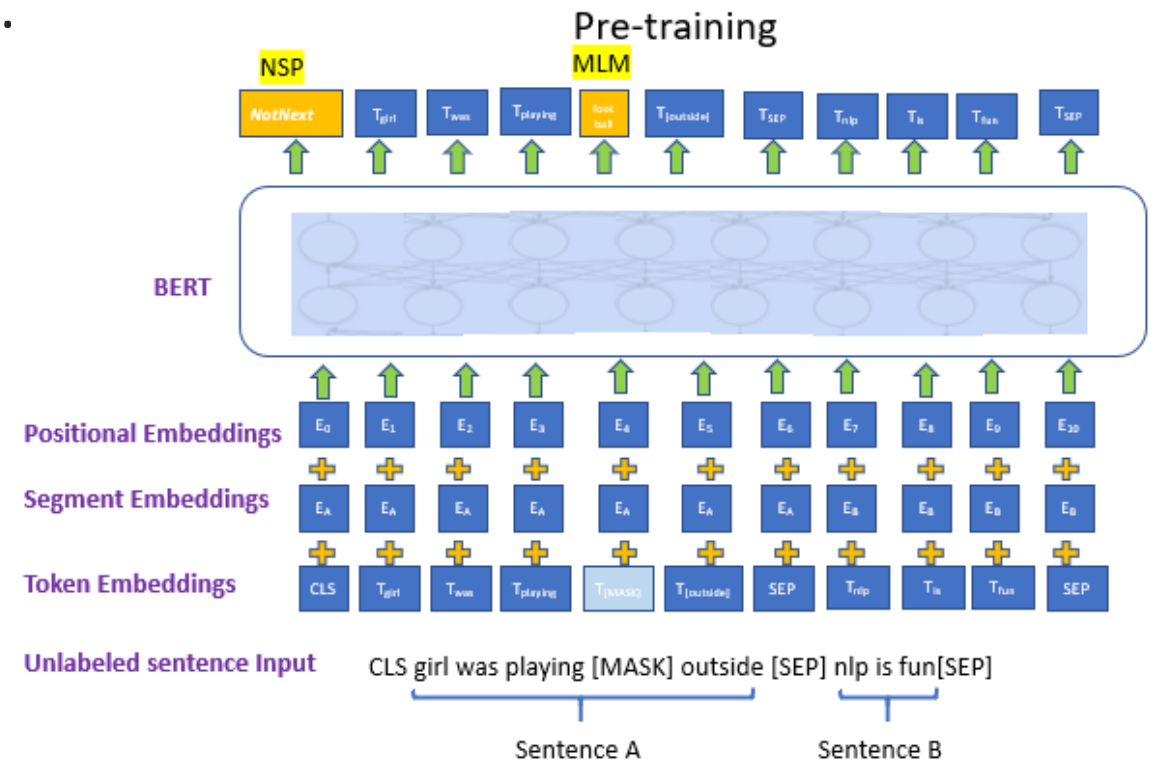 Pre-training
NSP
MLM
NotNext
Tgirl
Twas
Tplaying
foot
ball
T[outside]
TSEP
Tnlp
Tis
Tfun
TSEP
BERT
Positional Embeddings
E0
E1
E2
E3
E4
E5
E6
E7
E8
E9
E10
Segment Embeddings
EA
EA
EA
EA
EA
EA
EA
EB
EB
EB
EB
Token Embeddings
CLS
Tgirl
Twas
Tplaying
T[MASK]
T[outside]
SEP
Tnlp
Tis
Tfun
SEP
Unlabeled sentence Input
CLS girl was playing [MASK] outside [SEP] nlp is fun[SEP]
Sentence A
Sentence B